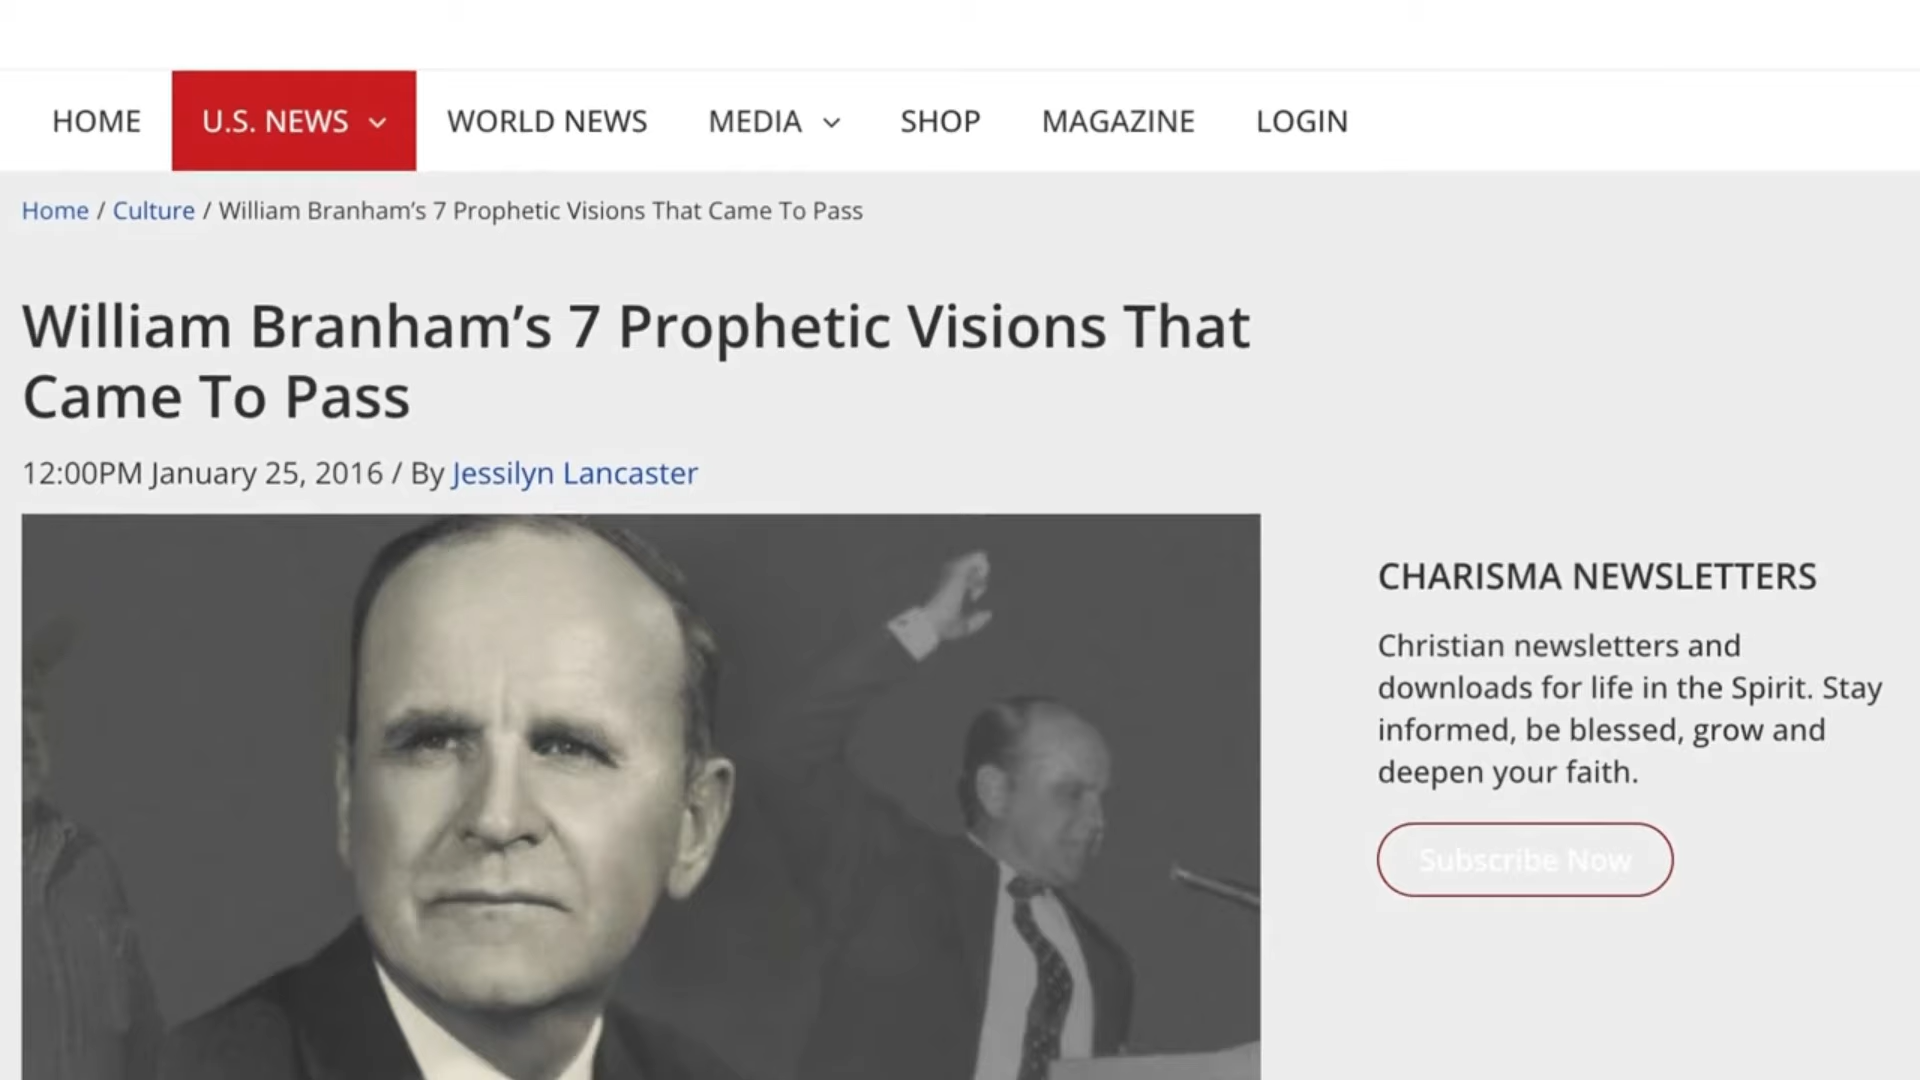 HOME U.S. NEWS WORLD NEWS MEDIA SHOP MAGAZINE LOGIN
Home / Culture / William Branham’s 7 Prophetic Visions That Came To Pass
William Branham’s 7 Prophetic Visions That
Came To Pass
12:00PM January 25, 2016 / By Jessilyn Lancaster
CHARISMA NEWSLETTERS
Christian newsletters and
downloads for life in the Spirit. Stay
informed, be blessed, grow and
deepen your faith.
Subscribe Now